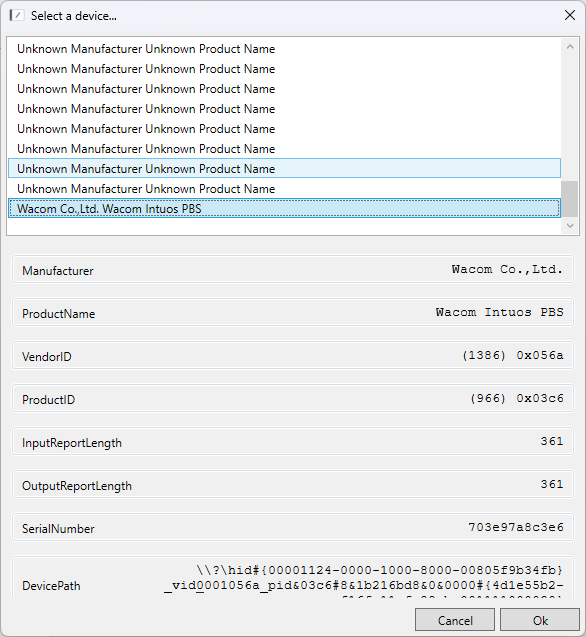 Select a device...
Unknown Manufacturer Unknown Product Name
Unknown Manufacturer Unknown Product Name
Unknown Manufacturer Unknown Product Name
Unknown Manufacturer Unknown Product Name
Unknown Manufacturer Unknown Product Name
Unknown Manufacturer Unknown Product Name
Unknown Manufacturer Unknown Product Name
Unknown Manufacturer Unknown Product Name
Wacom Co.,Ltd. Wacom Intuos PBS
Manufacturer Wacom Co.,Ltd.
ProductName Wacom Intuos PBS
VendorID (1386) 0x056a
ProductID (966) 0x03c6
InputReportLength 361
OutputReportLength 361
SerialNumber 703e97a8c3e6
\\?\hid#{00001124-0000-1000-8000-00805f9b34fb}
DevicePath _vid0001056a_pid&03c6#8&1b216bd8&0&0000#{4d1e55b2-
Cancel Ok